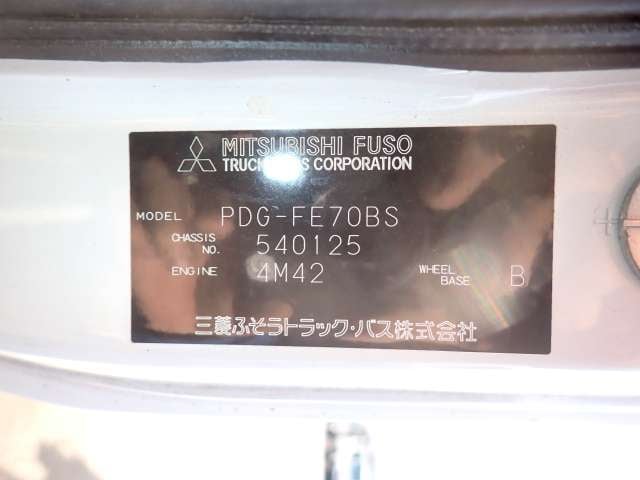 MITSUBISHI FUSO
CORPORATION
MODEL PDG-FE70BS
CHASSIS NO. 540125
ENGINE 4M42 WHEEL BASE B
三菱ふそうトラック・バス株式会社